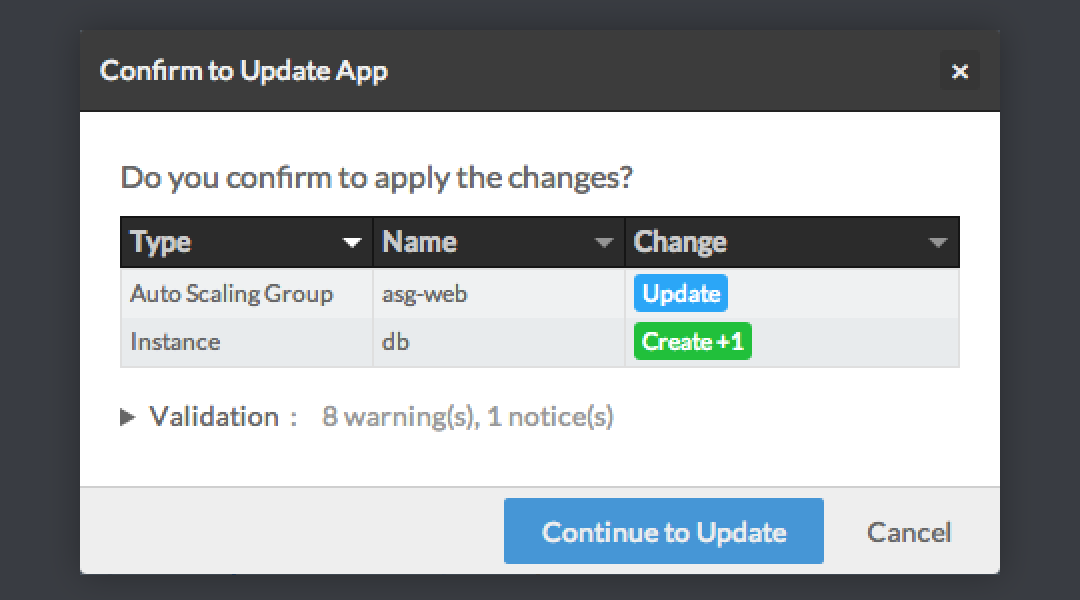 Confirm to Update App ×
Do you confirm to apply the changes?
Type Name Change
Auto Scaling Group asg-web Update
Instance db Create +1
Validation : 8 warning(s), 1 notice(s)
Continue to Update Cancel